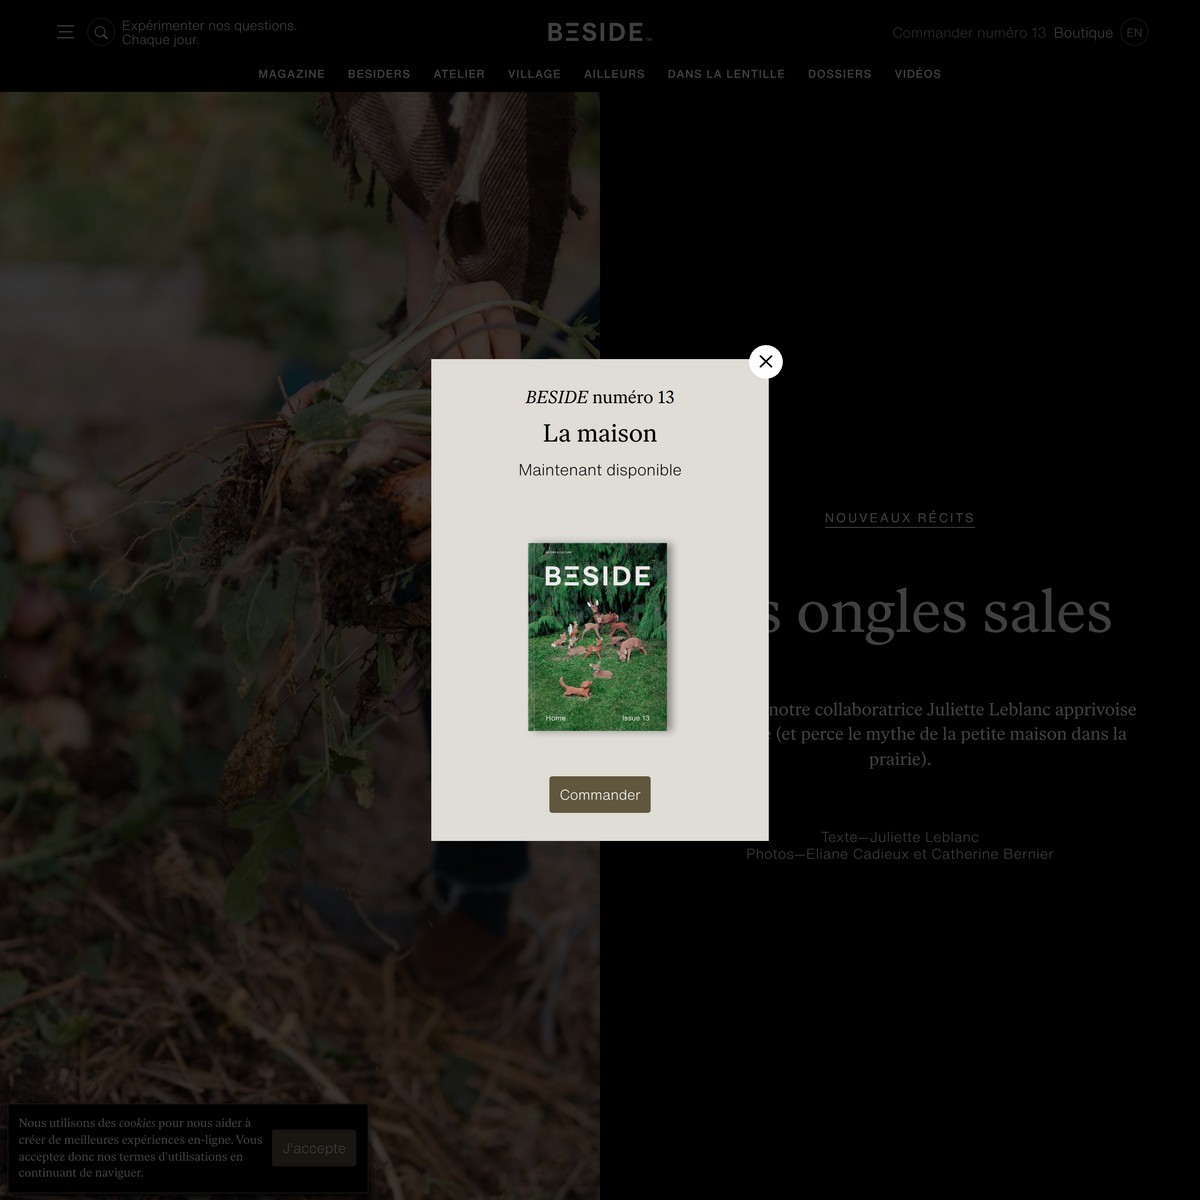 Expérimenter nos questions.
Chaque jour.
BESIDE™
Commander numéro 13 Boutique EN
MAGAZINE BESIDERS ATELIER VILLAGE AILLEURS DANS LA LENTILLE DOSSIERS VIDÉOS
BESIDE numéro 13
La maison
Maintenant disponible
BESIDE
Home Issue 13
Commander
NOUVEAUX RÉCITS
ongles sales
notre collaboratrice Juliette Leblanc apprivoise
(et perce le mythe de la petite maison dans la
prairie).
Texte—Juliette Leblanc
Photos—Eliane Cadieux et Catherine Bernier
Nous utilisons des cookies pour nous aider à
créer de meilleures expériences en-ligne. Vous
acceptez donc nos termes d'utilisations en
continuant de naviguer.
J'accepte